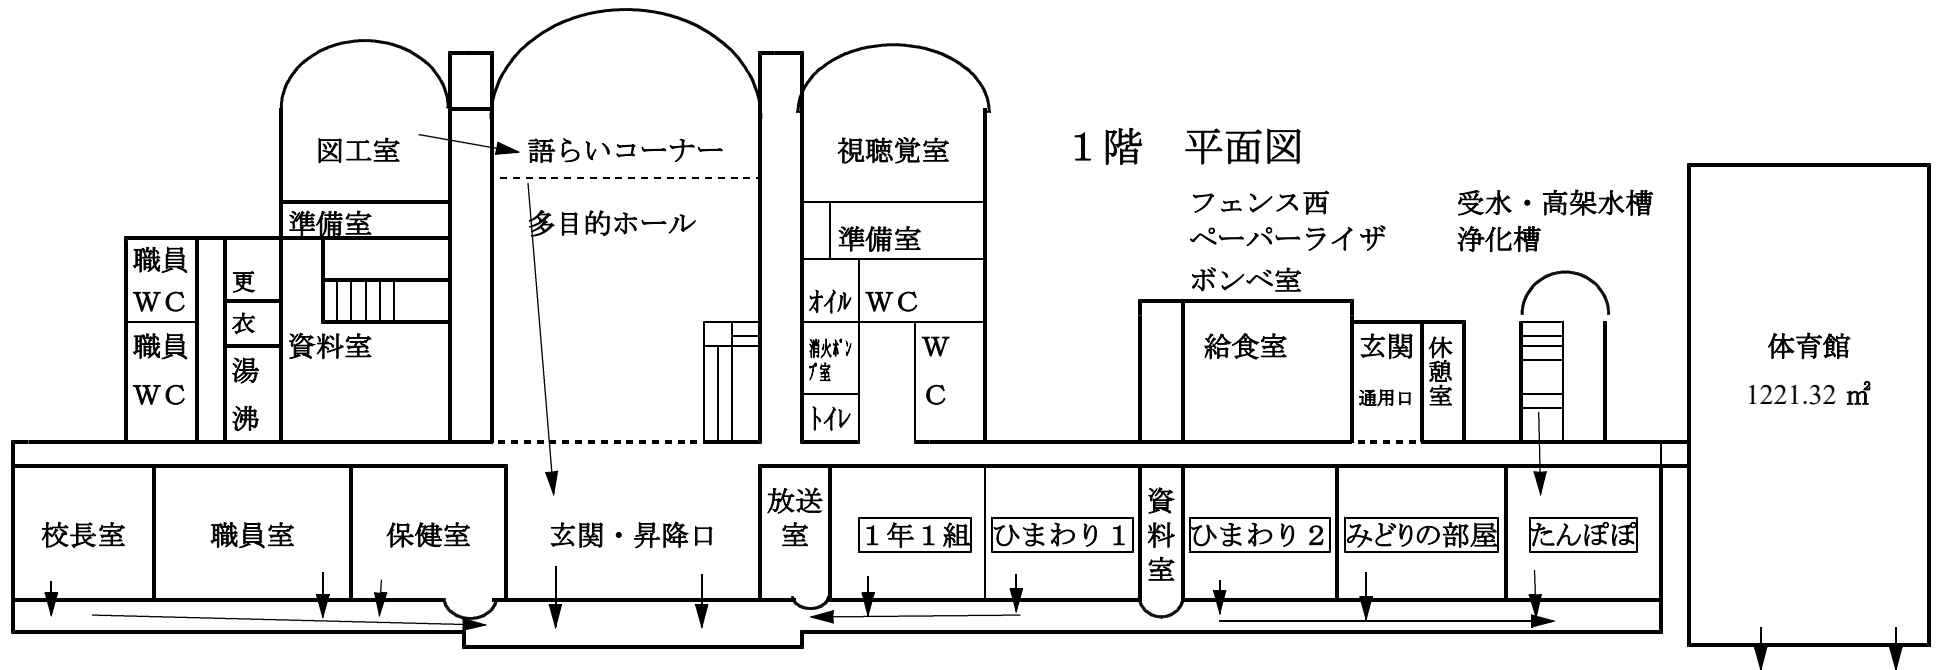 １階　平面図
図工室
語らいコーナー
視聴覚室
準備室
多目的ホール
準備室
フェンス西
ペーパーライザ
ボンベ室
受水・高架水槽
浄化槽
職員
ＷＣ
職員
ＷＣ
更
衣
湯
沸
資料室
オイル
ＷＣ
消火ポン
プ室
トイレ
Ｗ
Ｃ
給食室
玄関
通用口
休憩室
体育館
1221.32 ㎡
校長室
職員室
保健室
玄関・昇降口
放送
室
１年１組
ひまわり１
資料室
ひまわり２
みどりの部屋
たんぽぽ